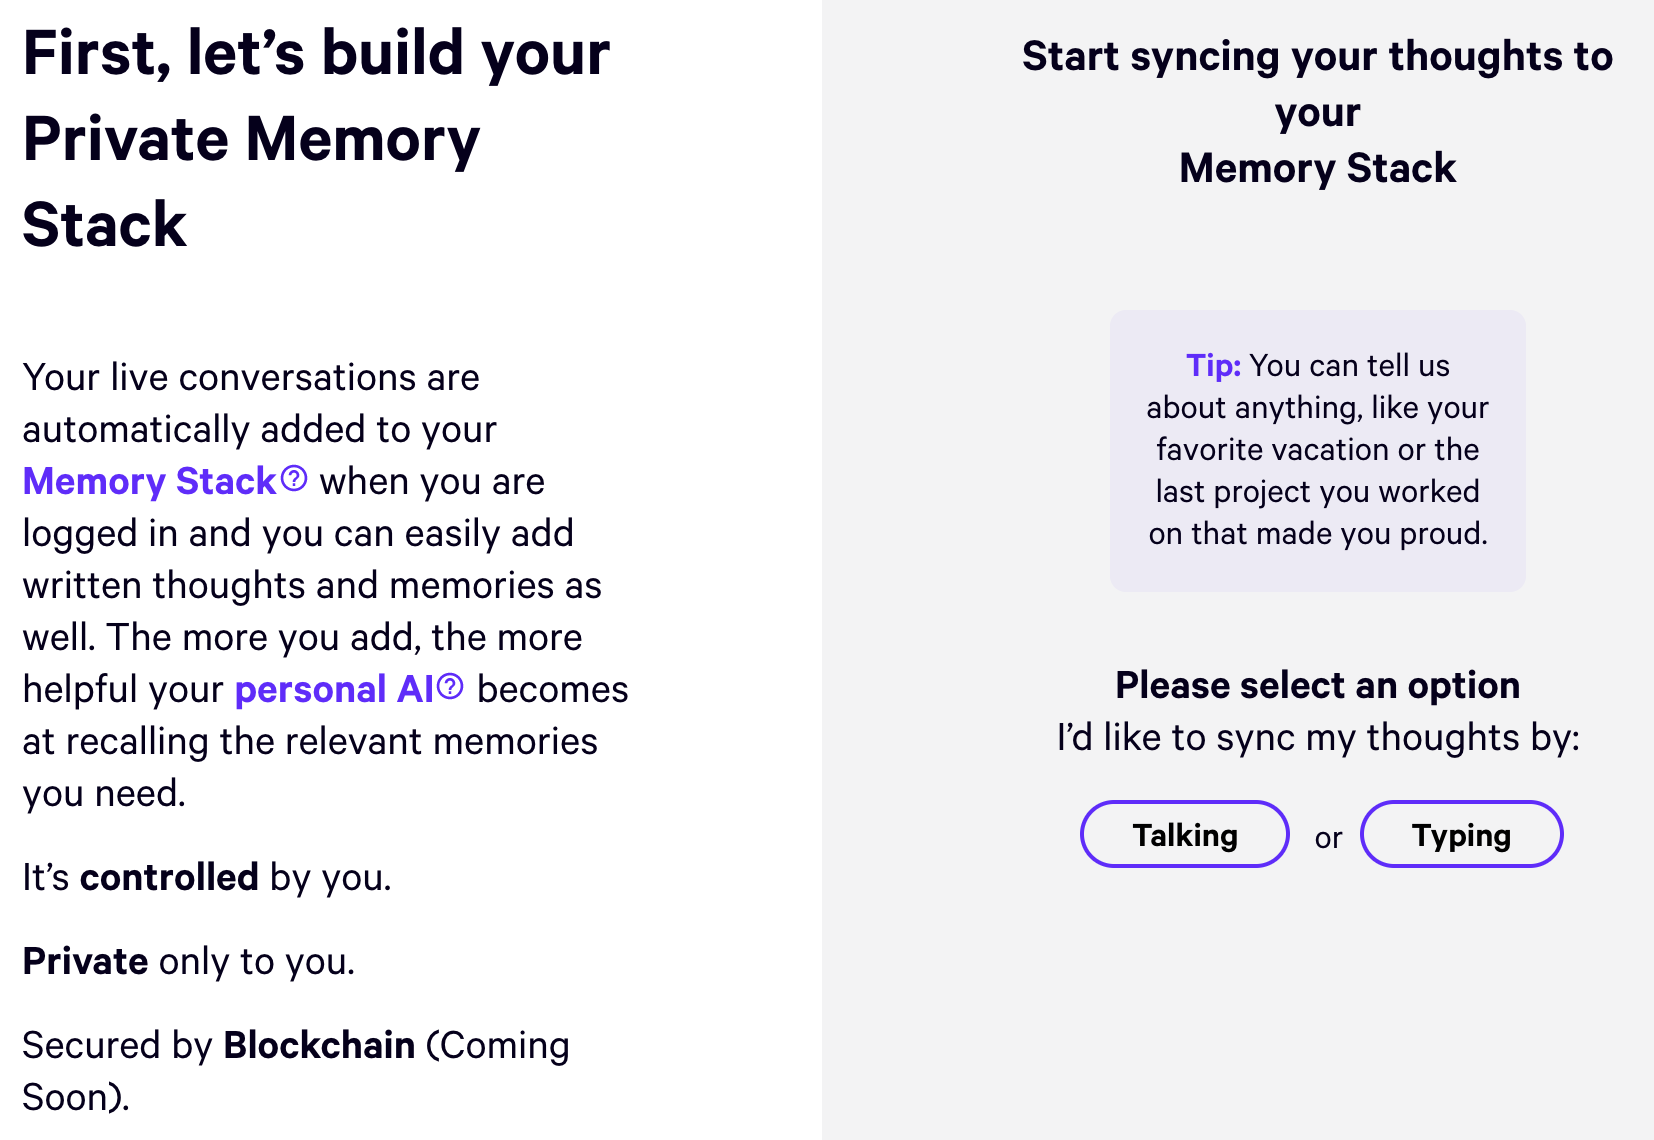 First, let’s build your
Private Memory
Stack
Your live conversations are
automatically added to your
Memory Stack when you are
logged in and you can easily add
written thoughts and memories as
well. The more you add, the more
helpful your personal AI becomes
at recalling the relevant memories
you need.
It’s controlled by you.
Private only to you.
Secured by Blockchain (Coming
Soon).
Start syncing your thoughts to
your
Memory Stack
Tip: You can tell us
about anything, like your
favorite vacation or the
last project you worked
on that made you proud.
Please select an option
I’d like to sync my thoughts by:
Talking or Typing